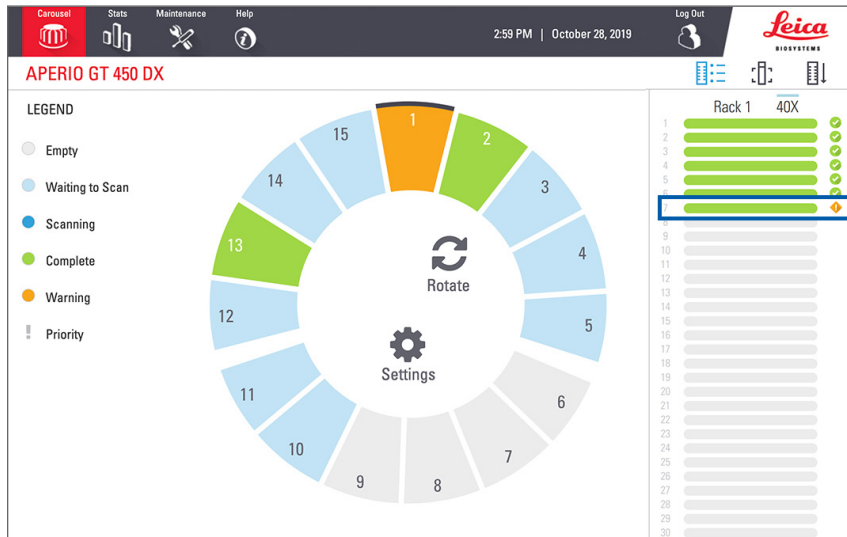 Carousel Stats Maintenance Help
2:59 PM | October 28, 2019
Log Out
Leica
BIOSYSTEMS
APERIO GT 450 DX
LEGEND
Empty
Waiting to Scan
Scanning
Complete
Warning
! Priority
1
2
3
4
5
6
7
8
9
10
11
12
13
14
15
Rotate
Settings
Rack 1 40X
1
2
3
4
5
6
7
8
9
10
11
12
13
14
15
16
17
18
19
20
21
22
23
24
25
26
27
28
29
30